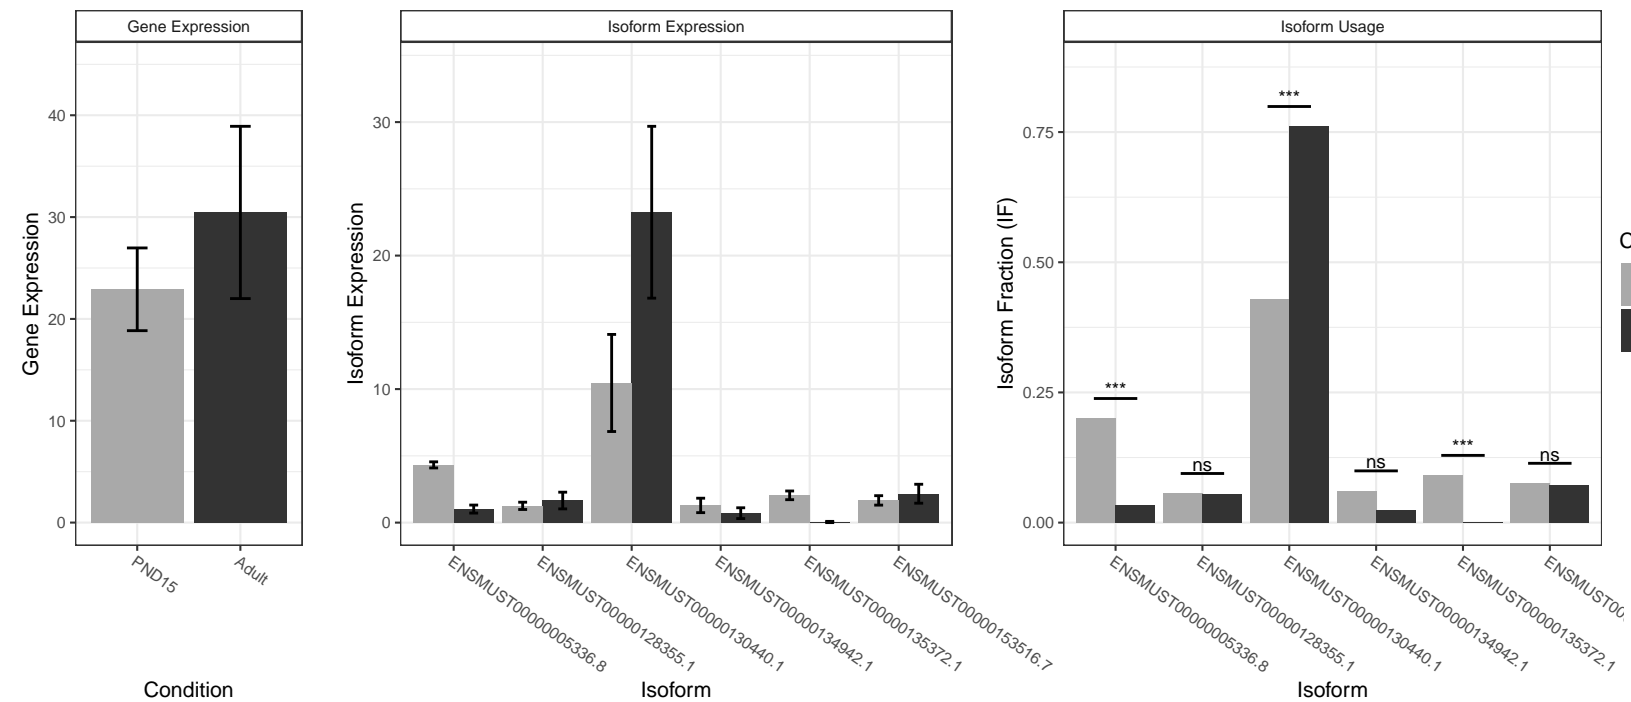 Gene Expression
Isoform Expression
Isoform Usage
Gene Expression
40
30
20
10
0
PND15
Adult
Condition
Isoform Expression
30
20
10
0
ENSMUST00000005336.8
ENSMUST00000128355.1
ENSMUST00000130440.1
ENSMUST00000134942.1
ENSMUST00000135372.1
ENSMUST00000153516.7
Isoform
Isoform Fraction (IF)
0.75
0.50
0.25
0.00
***
ns
***
ns
***
ns
ENSMUST00000005336.8
ENSMUST00000128355.1
ENSMUST00000130440.1
ENSMUST00000134942.1
ENSMUST00000135372.1
Isoform